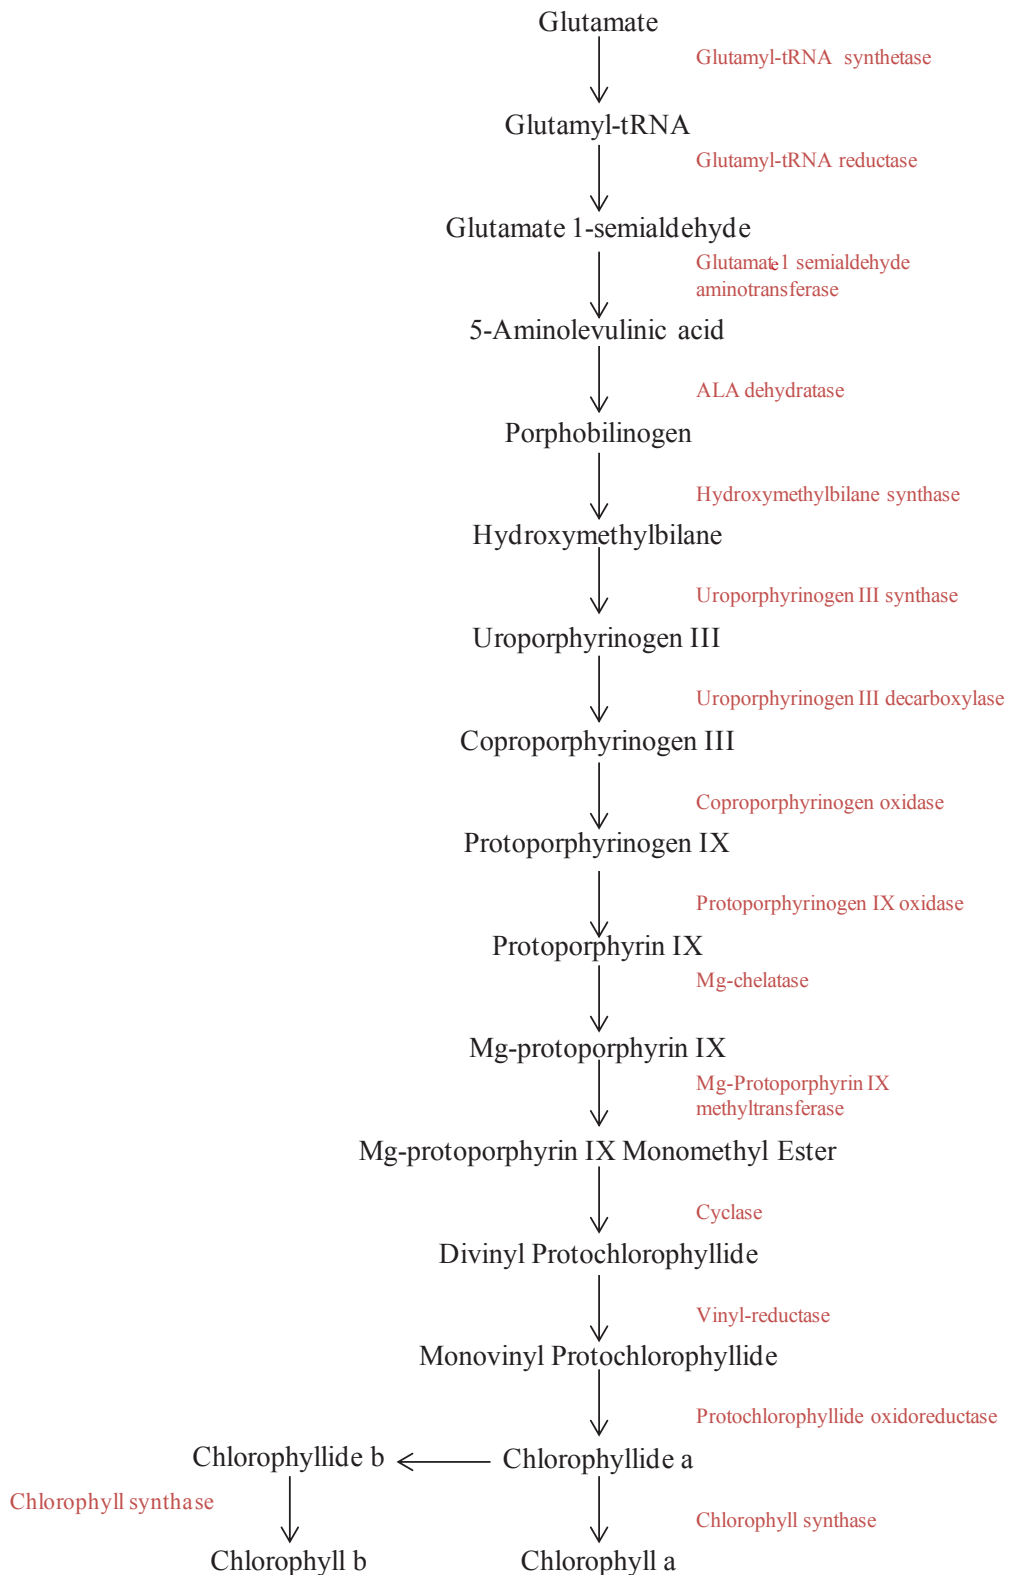 Glutamate
Glutamyl-tRNA synthetase
Glutamyl-tRNA
Glutamyl-tRNA reductase
Glutamate 1-semialdehyde
Glutamate1 semialdehyde
aminotransferase
5-Aminolevulinic acid
ALA dehydratase
Porphobilinogen
Hydroxymethylbilane synthase
Hydroxymethylbilane
Uroporphyrinogen III synthase
Uroporphyrinogen III
Uroporphyrinogen III decarboxylase
Coproporphyrinogen III
Coproporphyrinogen oxidase
Protoporphyrinogen IX
Protoporphyrinogen IX oxidase
Protoporphyrin IX
Mg-chelatase
Mg-protoporphyrin IX
Mg-Protoporphyrin IX
methyltransferase
Mg-protoporphyrin IX Monomethyl Ester
Cyclase
Divinyl Protochlorophyllide
Vinyl-reductase
Monovinyl Protochlorophyllide
Protochlorophyllide oxidoreductase
Chlorophyllide b
Chlorophyllide a
Chlorophyll synthase
Chlorophyll synthase
Chlorophyll b
Chlorophyll a